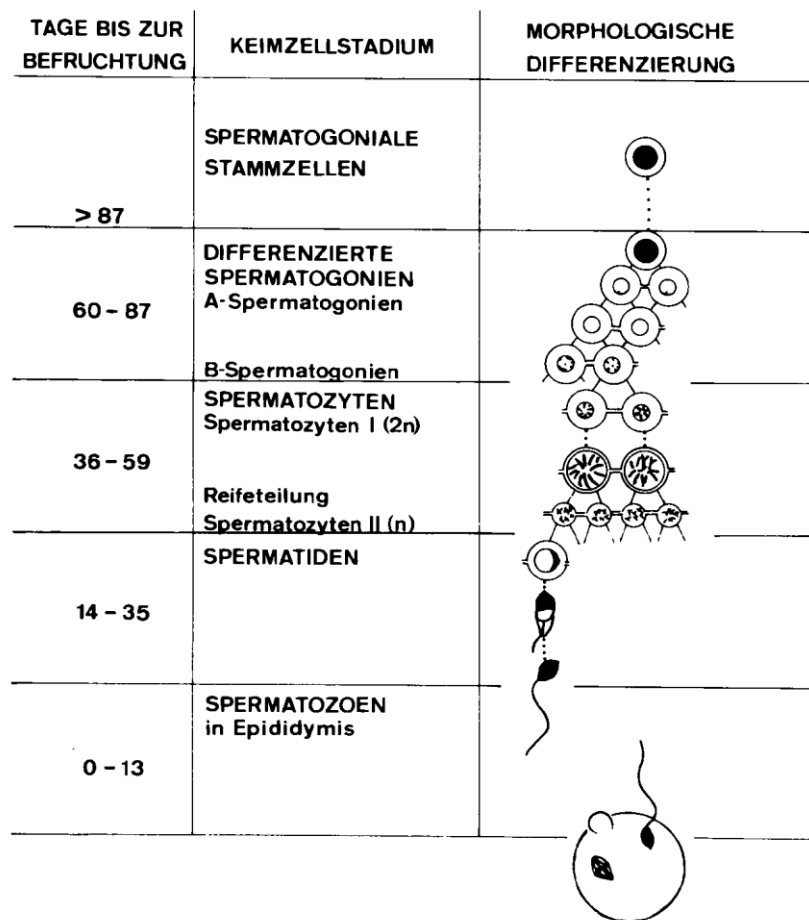 TAGE BIS ZUR
BEFRUCHTUNG
KEIMZELLSTADIUM
MORPHOLOGISCHE
DIFFERENZIERUNG
SPERMATOGONIALE
STAMMZELLEN
> 87
DIFFERENZIERTE
SPERMATOGONIEN
A-Spermatogonien
60 – 87
B-Spermatogonien
SPERMATOZYTEN
Spermatozyten I (2n)
36 – 59
Reifeteilung
Spermatozyten II (n)
SPERMATIDEN
14 – 35
SPERMATOZOEN
in Epididymis
0 – 13